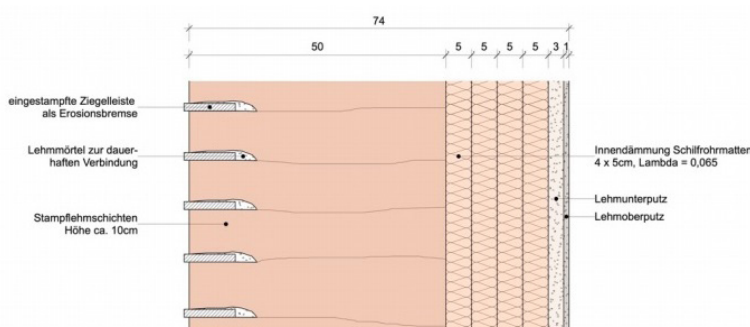 74
50 5 5 5 5 3 1
eingestampfte Ziegelleiste
als Erosionsbremse
Lehmmörtel zur dauer-
haften Verbindung
Stampflehmschichten
Höhe ca. 10cm
Innendämmung Schilfrohrmatten
4 x 5cm, Lambda = 0,065
Lehmunterputz
Lehmoberputz